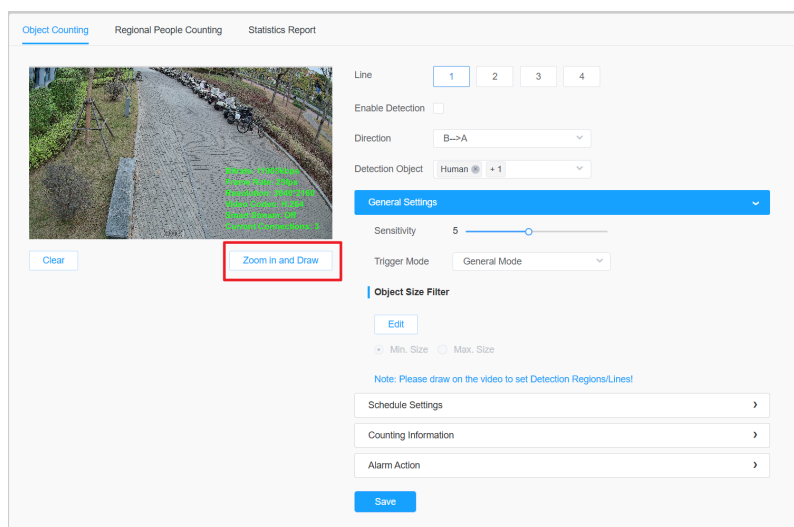 Object Counting Regional People Counting Statistics Report
Line 1 2 3 4
Enable Detection
Direction B-->A
Detection Object Human + 1
General Settings
Sensitivity 5
Clear Zoom in and Draw
Trigger Mode General Mode
Object Size Filter
Edit
Min. Size Max. Size
Note: Please draw on the video to set Detection Regions/Lines!
Schedule Settings
Counting Information
Alarm Action
Save